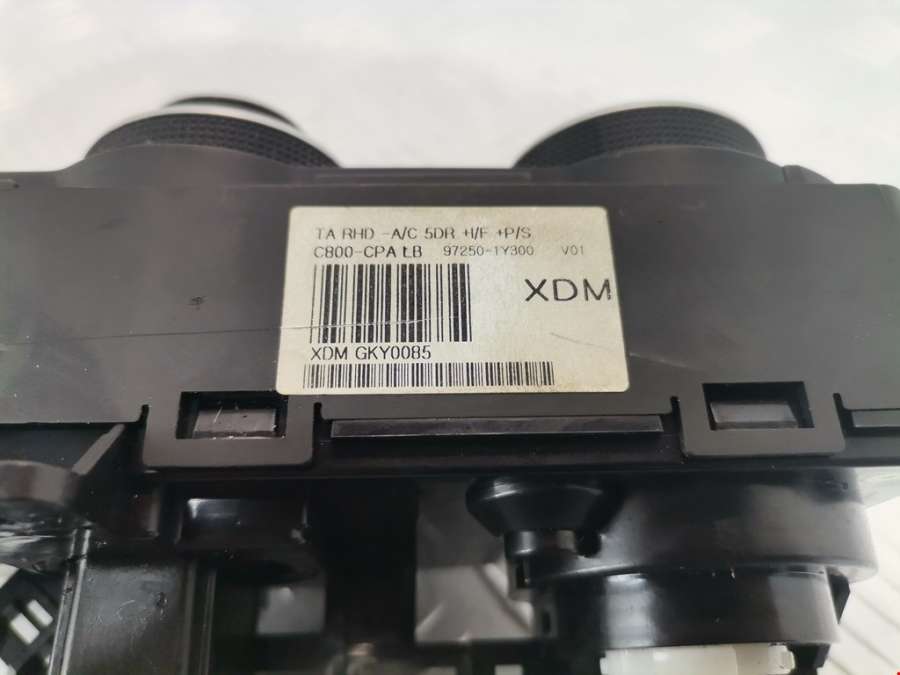 TA RHD -A/C 5DR +I/F +P/S
C800-CPA LB 97250-1Y300 V01
XDM
XDM GKY0085